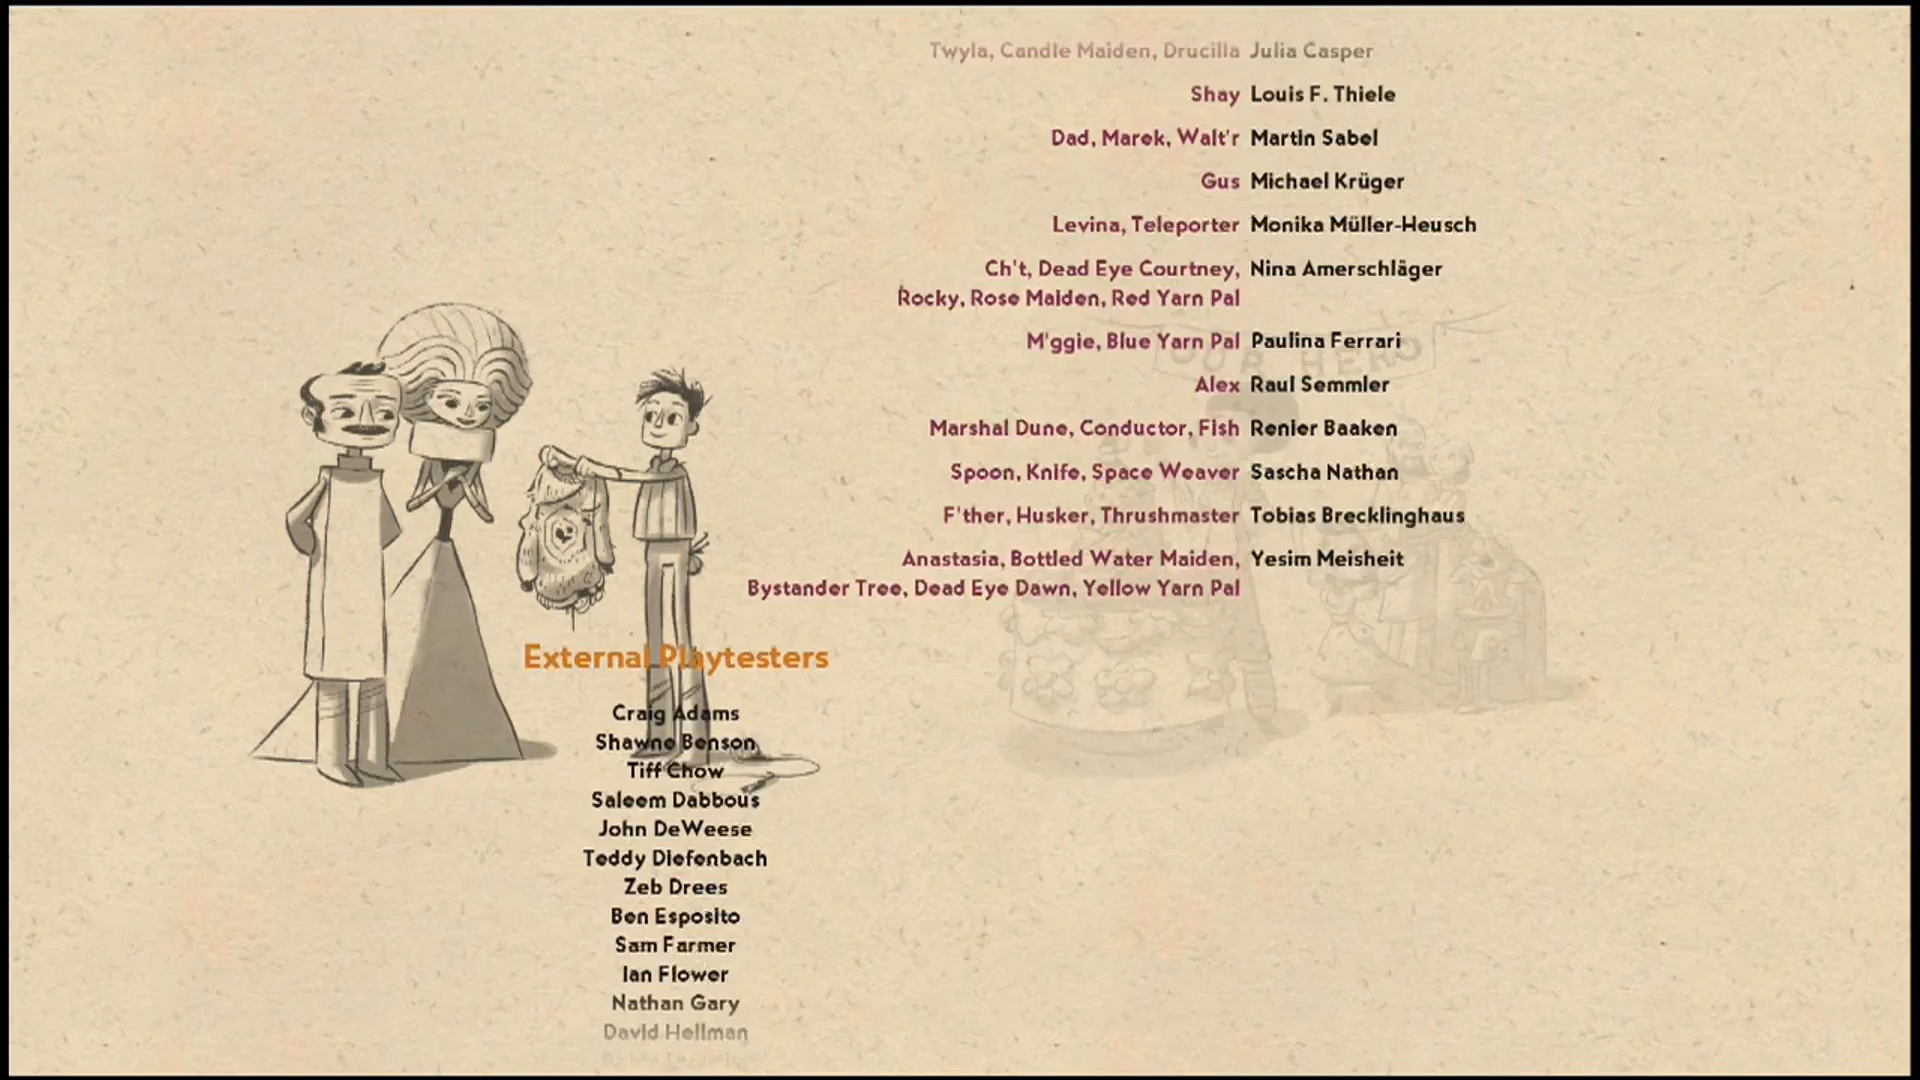 Twyla, Candle Maiden, Drucilla Julia Casper
Shay Louis F. Thiele
Dad, Marek, Walt'r Martin Sabel
Gus Michael Krüger
Levina, Teleporter Monika Müller-Heusch
Ch't, Dead Eye Courtney, Nina Amerschläger
Rocky, Rose Maiden, Red Yarn Pal
M'ggie, Blue Yarn Pal Paulina Ferrari
OUR HERO
Alex Raul Semmler
Marshal Dune, Conductor, Fish Renier Baaken
Spoon, Knife, Space Weaver Sascha Nathan
F'ther, Husker, Thrushmaster Tobias Brecklinghaus
Anastasia, Bottled Water Maiden, Yesim Meisheit
Bystander Tree, Dead Eye Dawn, Yellow Yarn Pal
External Playtesters
Craig Adams
Shawne Benson
Tiff Chow
Saleem Dabbous
John DeWeese
Teddy Diefenbach
Zeb Drees
Ben Esposito
Sam Farmer
Ian Flower
Nathan Gary
David Hellman